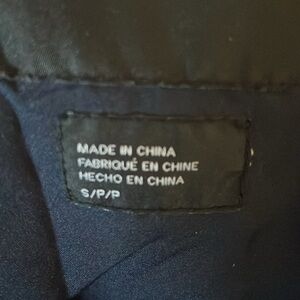 MADE IN CHINA
FABRIQUÉ EN CHINE
HECHO EN CHINA
S/P/P